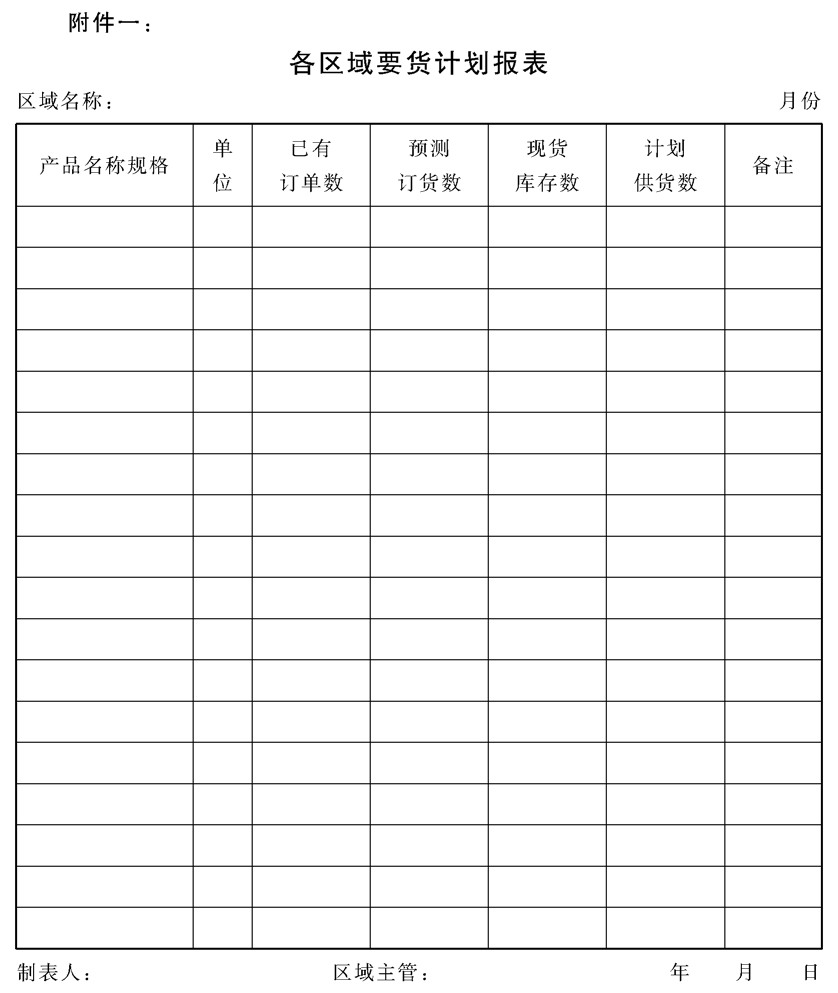 附件一：
各区域要货计划报表
区域名称： 月份
产品名称规格 单位 已有订单数 预测订货数 现货库存数 计划供货数 备注
制表人： 区域主管： 年 月 日